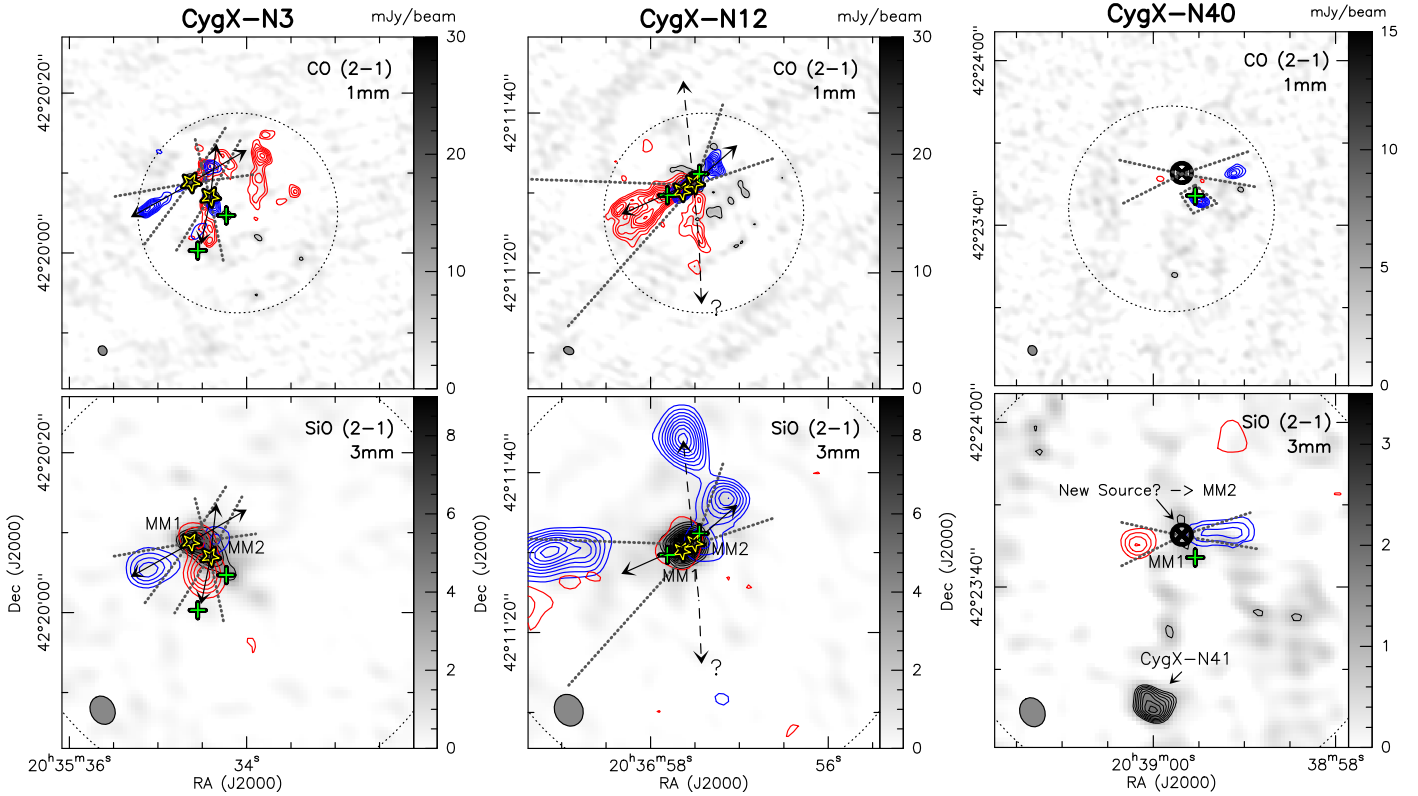 CygX-N3
mJy/beam
CygX-N12
mJy/beam
CygX-N40
mJy/beam
CO (2-1)
1mm
42°20'20"
42°20'00"
30
20
10
0
CO (2-1)
1mm
42°11'40"
42°11'20"
?
30
20
10
0
CO (2-1)
1mm
42°24'00"
42°23'40"
15
10
5
0
SiO (2-1)
3mm
MM1
MM2
42°20'20"
42°20'00"
Dec (J2000)
8
6
4
2
0
20h35m36s
34s
RA (J2000)
SiO (2-1)
3mm
MM2
MM1
?
42°11'40"
42°11'20"
Dec (J2000)
8
6
4
2
0
20h36m58s
56s
RA (J2000)
SiO (2-1)
3mm
New Source? -> MM2
MM1
CygX-N41
42°24'00"
42°23'40"
Dec (J2000)
3
2
1
0
20h39m00s
38m58s
RA (J2000)